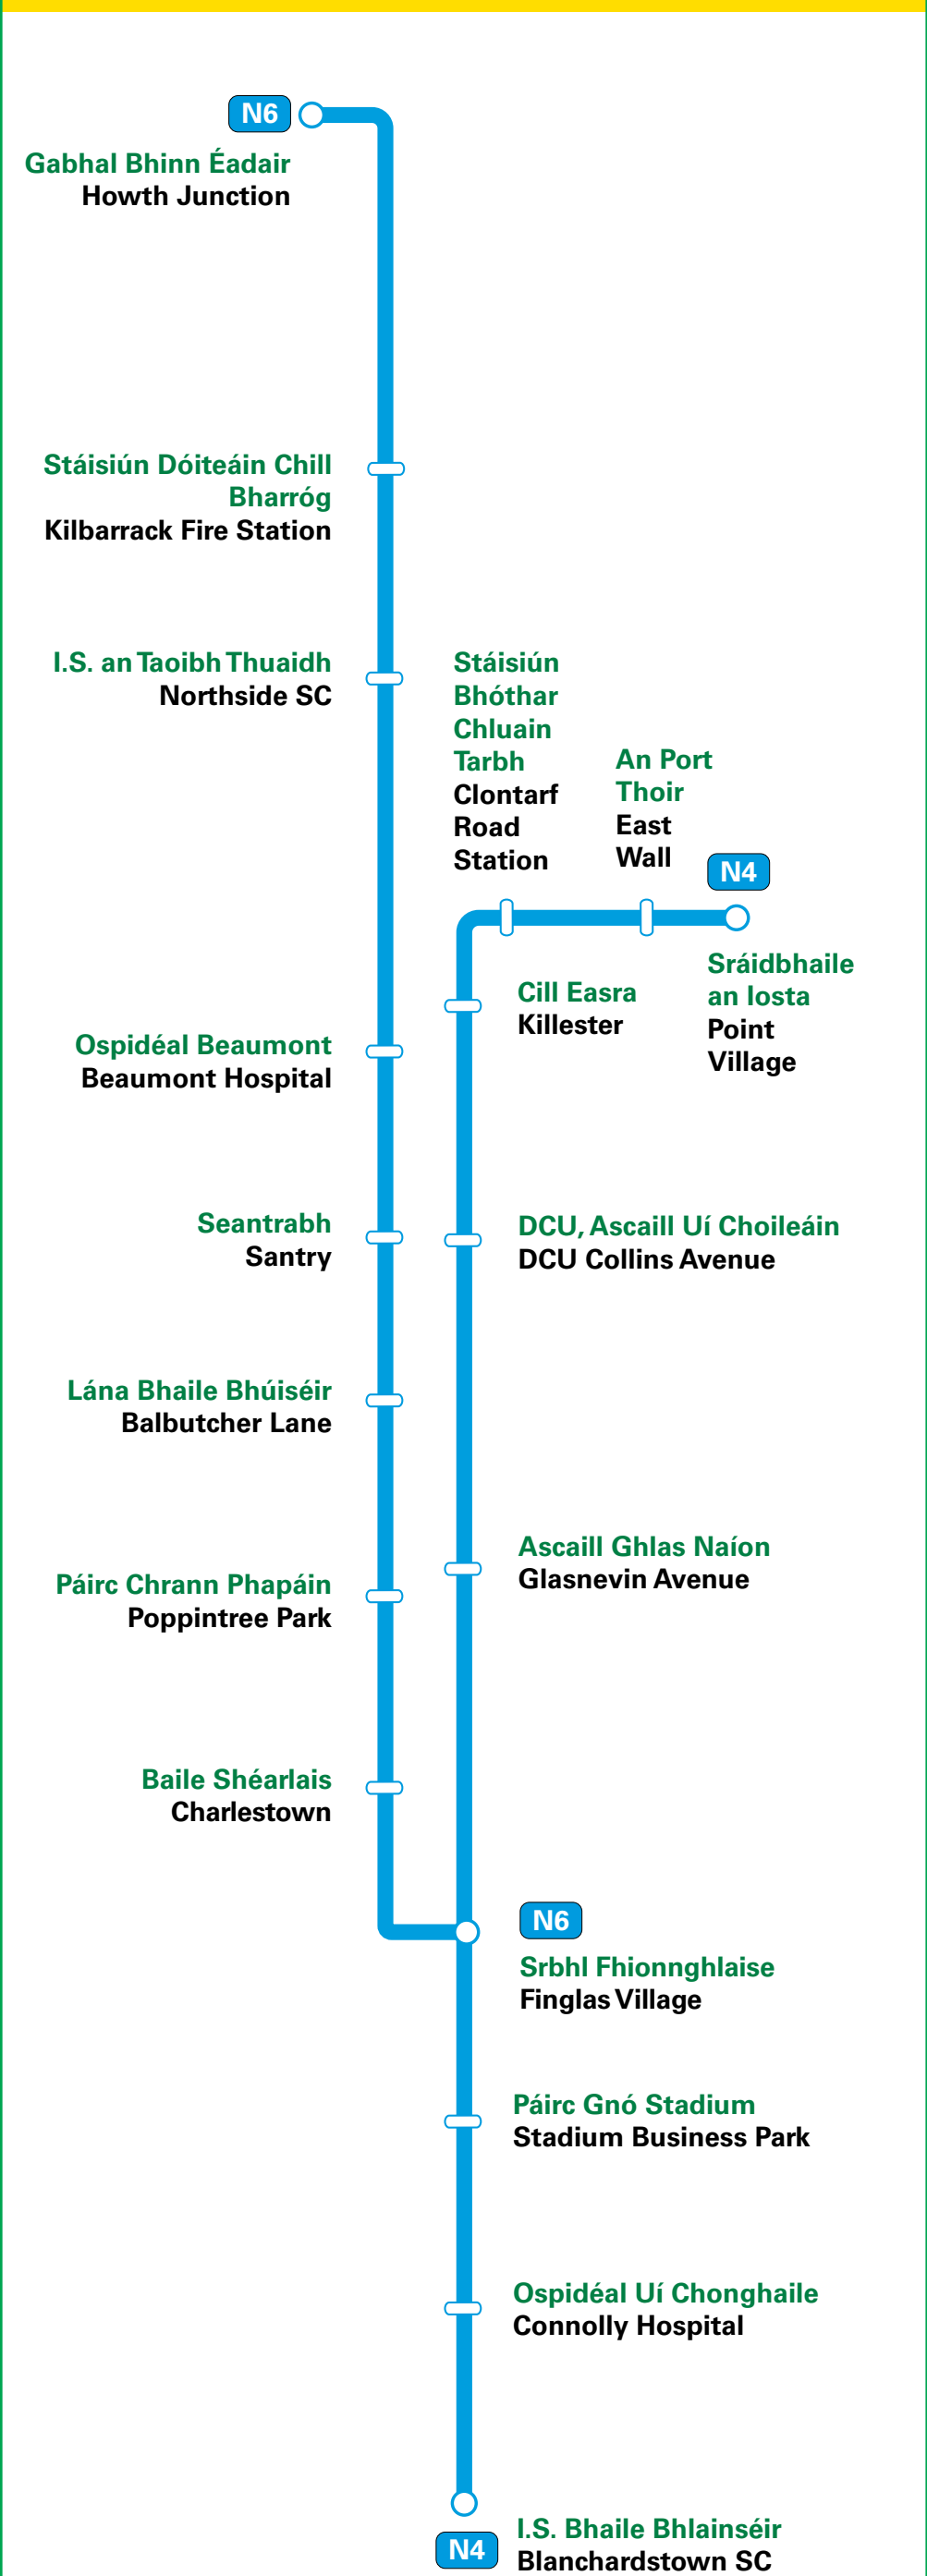 N6
Gabhal Bhinn Éadair
Howth Junction
Stáisiún Dóiteáin Chill
Bharróg
Kilbarrack Fire Station
I.S. an Taoibh Thuaidh
Northside SC
Stáisiún
Bhóthar
Chluain
Tarbh
Clontarf
Road
Station
An Port
Thoir
East
Wall
N4
Sráidbhaile
an Iosta
Point
Village
Cill Easra
Killester
Ospidéal Beaumont
Beaumont Hospital
Seantrabh
Santry
DCU, Ascaill Uí Choileáin
DCU Collins Avenue
Lána Bhaile Bhúiséir
Balbutcher Lane
Ascaill Ghlas Naíon
Glasnevin Avenue
Páirc Chrann Phapáin
Poppintree Park
Baile Shéarlais
Charlestown
N6
Srbhl Fhionnghlaise
Finglas Village
Páirc Gnó Stadium
Stadium Business Park
Ospidéal Uí Chonghaile
Connolly Hospital
N4
I.S. Bhaile Bhlainséir
Blanchardstown SC